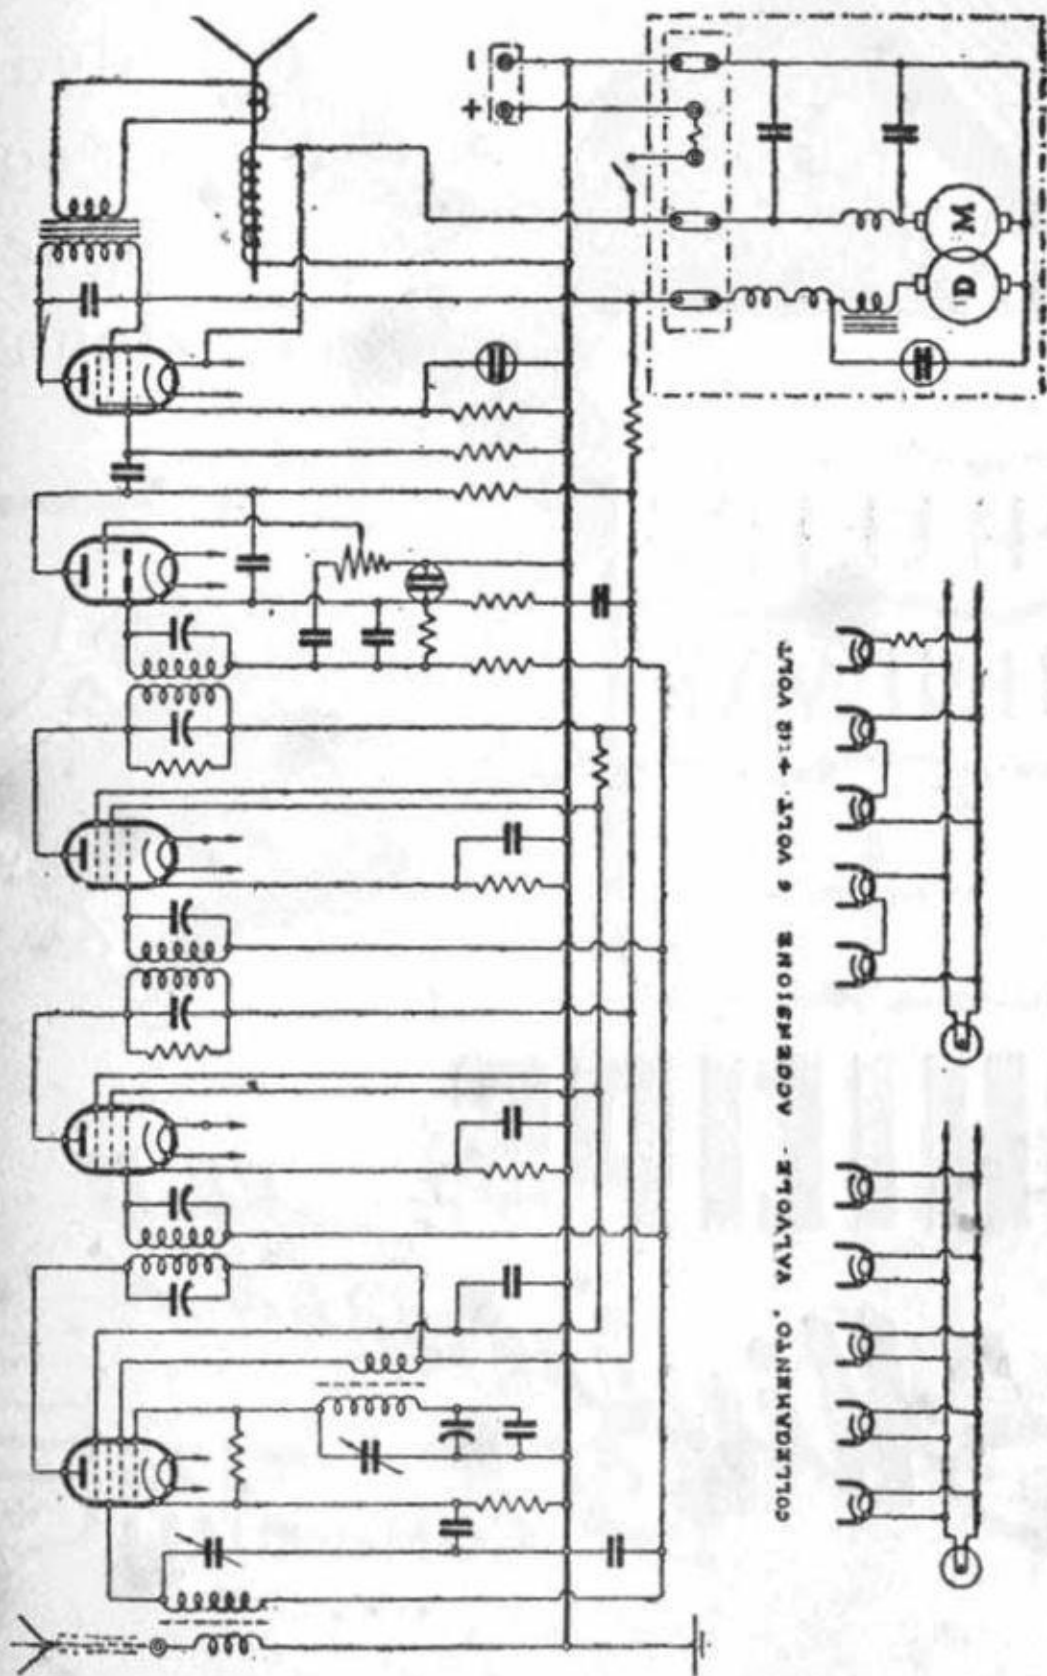 -
+
M
D
COLLEGAMENTO VALVOLE - ACCENSIONE 6 VOLT. + 12 VOLT